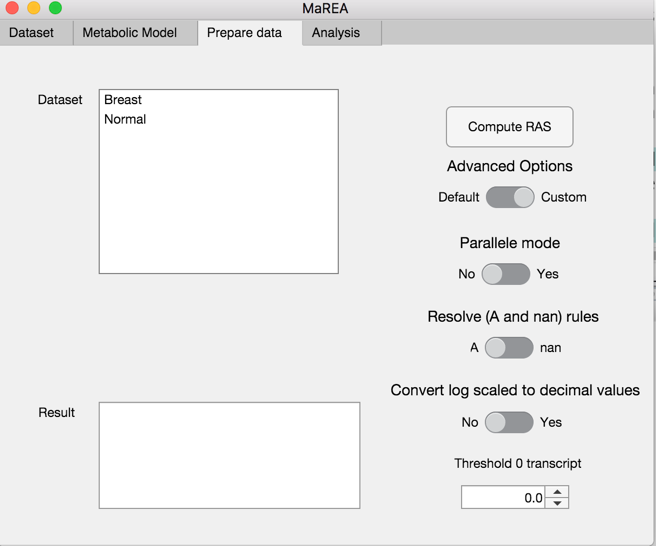 MaREA
Dataset Metabolic Model Prepare data Analysis
Dataset
Breast
Normal
Compute RAS
Advanced Options
Default Custom
Parallele mode
No Yes
Resolve (A and nan) rules
A nan
Convert log scaled to decimal values
Result
No Yes
Threshold 0 transcript
0.0